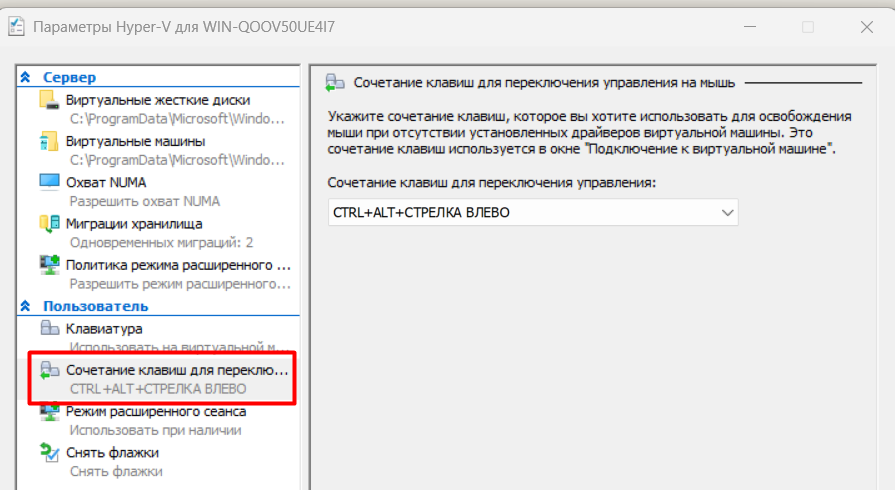 Параметры Hyper-V для WIN-QOOV50UE4I7
Сервер
Виртуальные жесткие диски
C:\ProgramData\Microsoft\Windo...
Виртуальные машины
C:\ProgramData\Microsoft\Windo...
Охват NUMA
Разрешить охват NUMA
Миграции хранилища
Одновременных миграций: 2
Политика режима расширенного ...
Разрешить режим расширенного...
Пользователь
Клавиатура
Использовать на виртуальной м...
Сочетание клавиш для переклю...
CTRL+ALT+СТРЕЛКА ВЛЕВО
Режим расширенного сеанса
Использовать при наличии
Снять флажки
Снять флажки
Сочетание клавиш для переключения управления на мышь
Укажите сочетание клавиш, которое вы хотите использовать для освобождения
мыши при отсутствии установленных драйверов виртуальной машины. Это
сочетание клавиш используется в окне "Подключение к виртуальной машине".
Сочетание клавиш для переключения управления:
CTRL+ALT+СТРЕЛКА ВЛЕВО